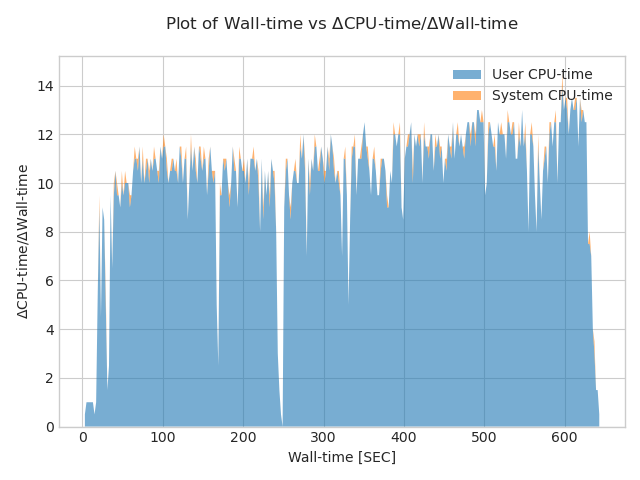 Plot of Wall-time vs ΔCPU-time/ΔWall-time
User CPU-time
System CPU-time
ΔCPU-time/ΔWall-time
14
12
10
8
6
4
2
0
0 100 200 300 400 500 600
Wall-time [SEC]